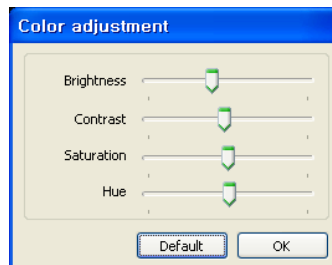 Color adjustment
Brightness
Contrast
Saturation
Hue
Default
OK